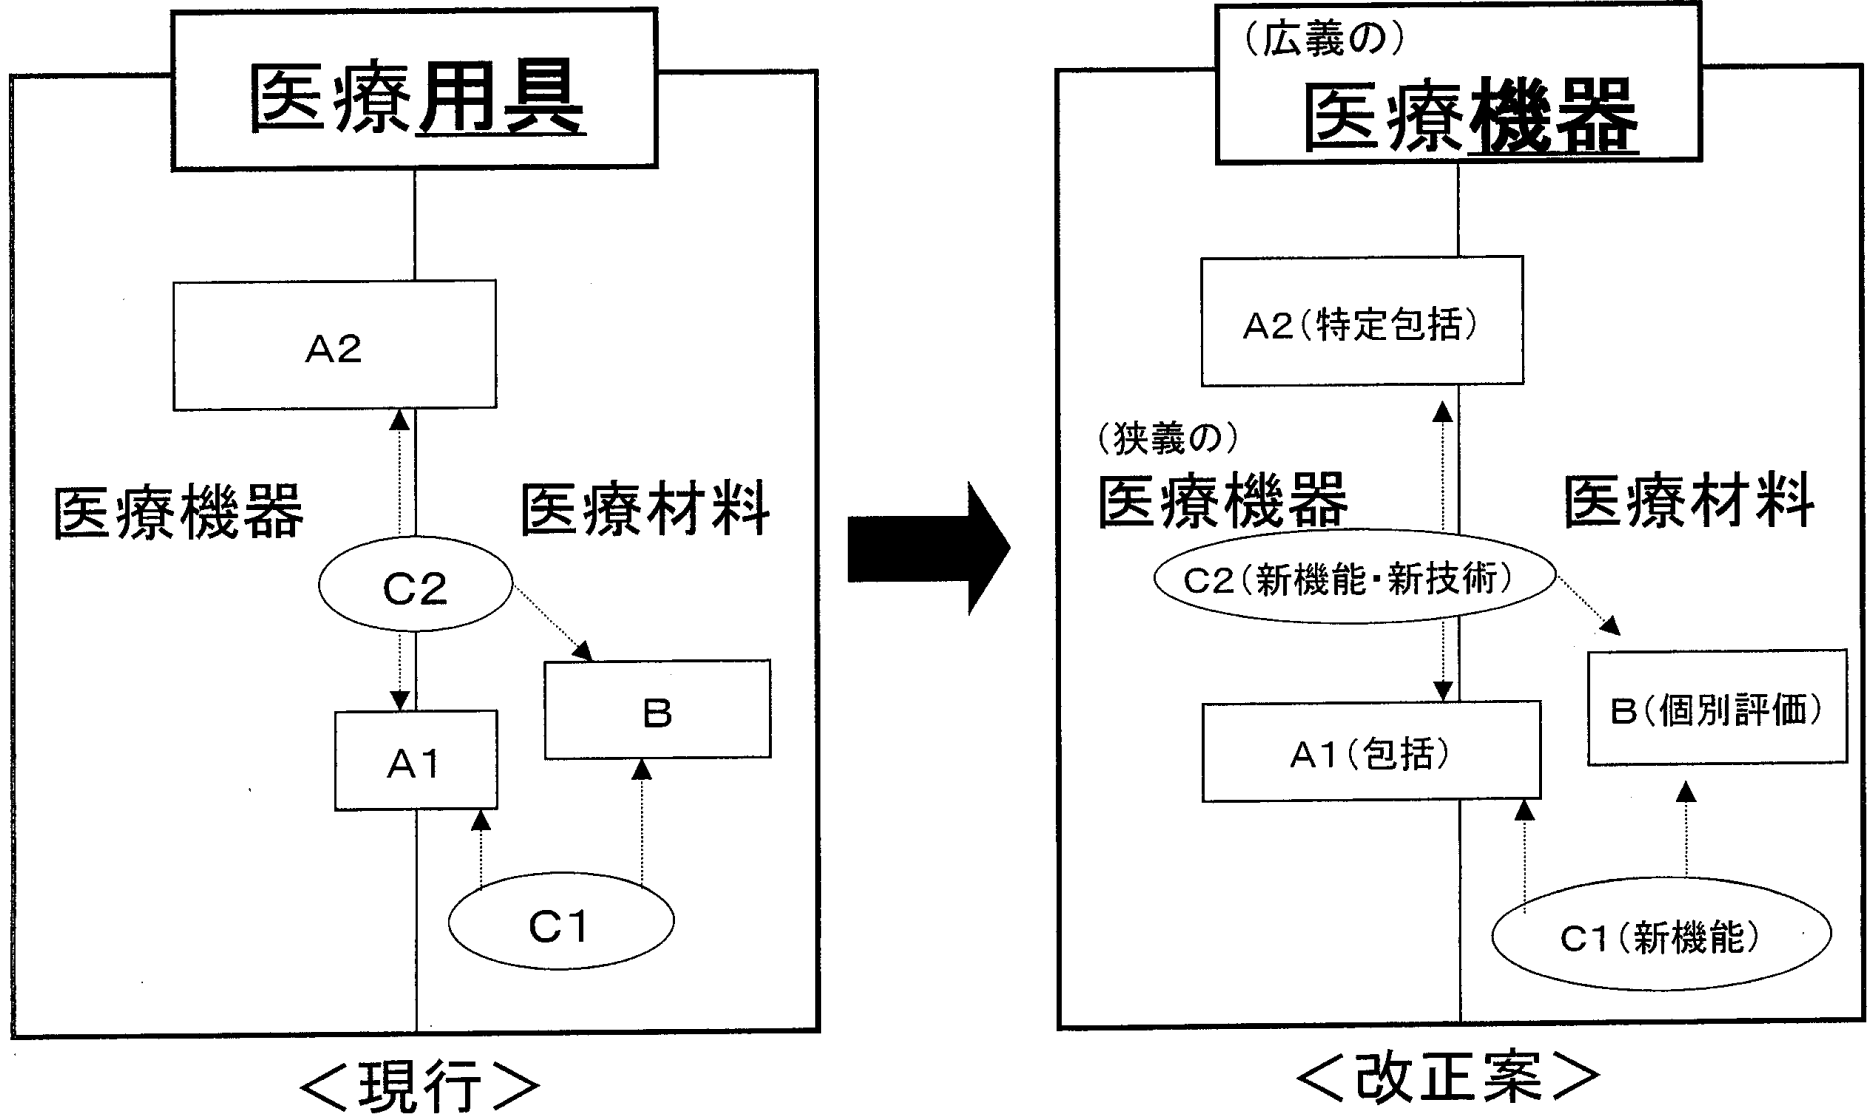 医療用具
A2
医療機器
医療材料
C2
B
A1
C1
＜現行＞
(広義の)
医療機器
A2(特定包括)
(狭義の)
医療機器
医療材料
C2(新機能・新技術)
B(個別評価)
A1(包括)
C1(新機能)
＜改正案＞